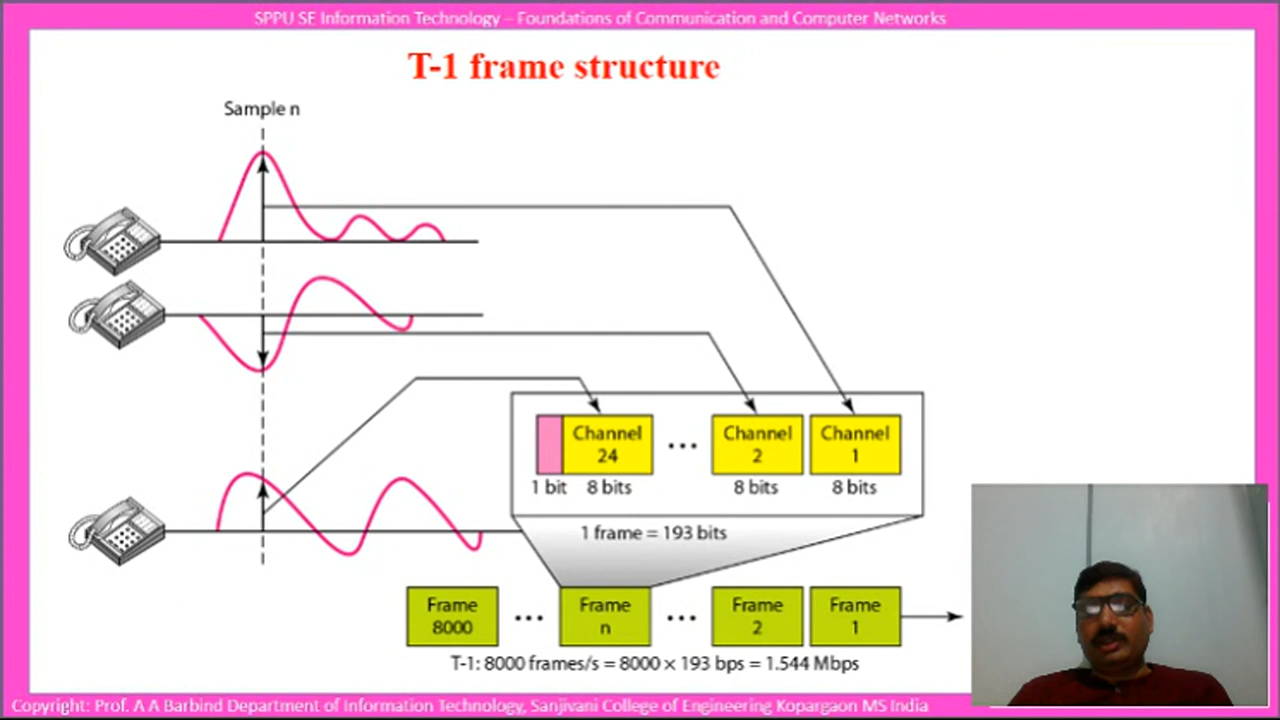 SPPU SE Information Technology – Foundations of Communication and Computer Networks
T-1 frame structure
Sample n
Channel
24
...
Channel
2
Channel
1
1 bit 8 bits 8 bits 8 bits
1 frame = 193 bits
Frame
8000
...
Frame
n
...
Frame
2
Frame
1
T-1: 8000 frames/s = 8000 × 193 bps = 1.544 Mbps
Copyright: Prof. A A Barbind Department of Information Technology, Sanjivani College of Engineering Kopargaon MS India